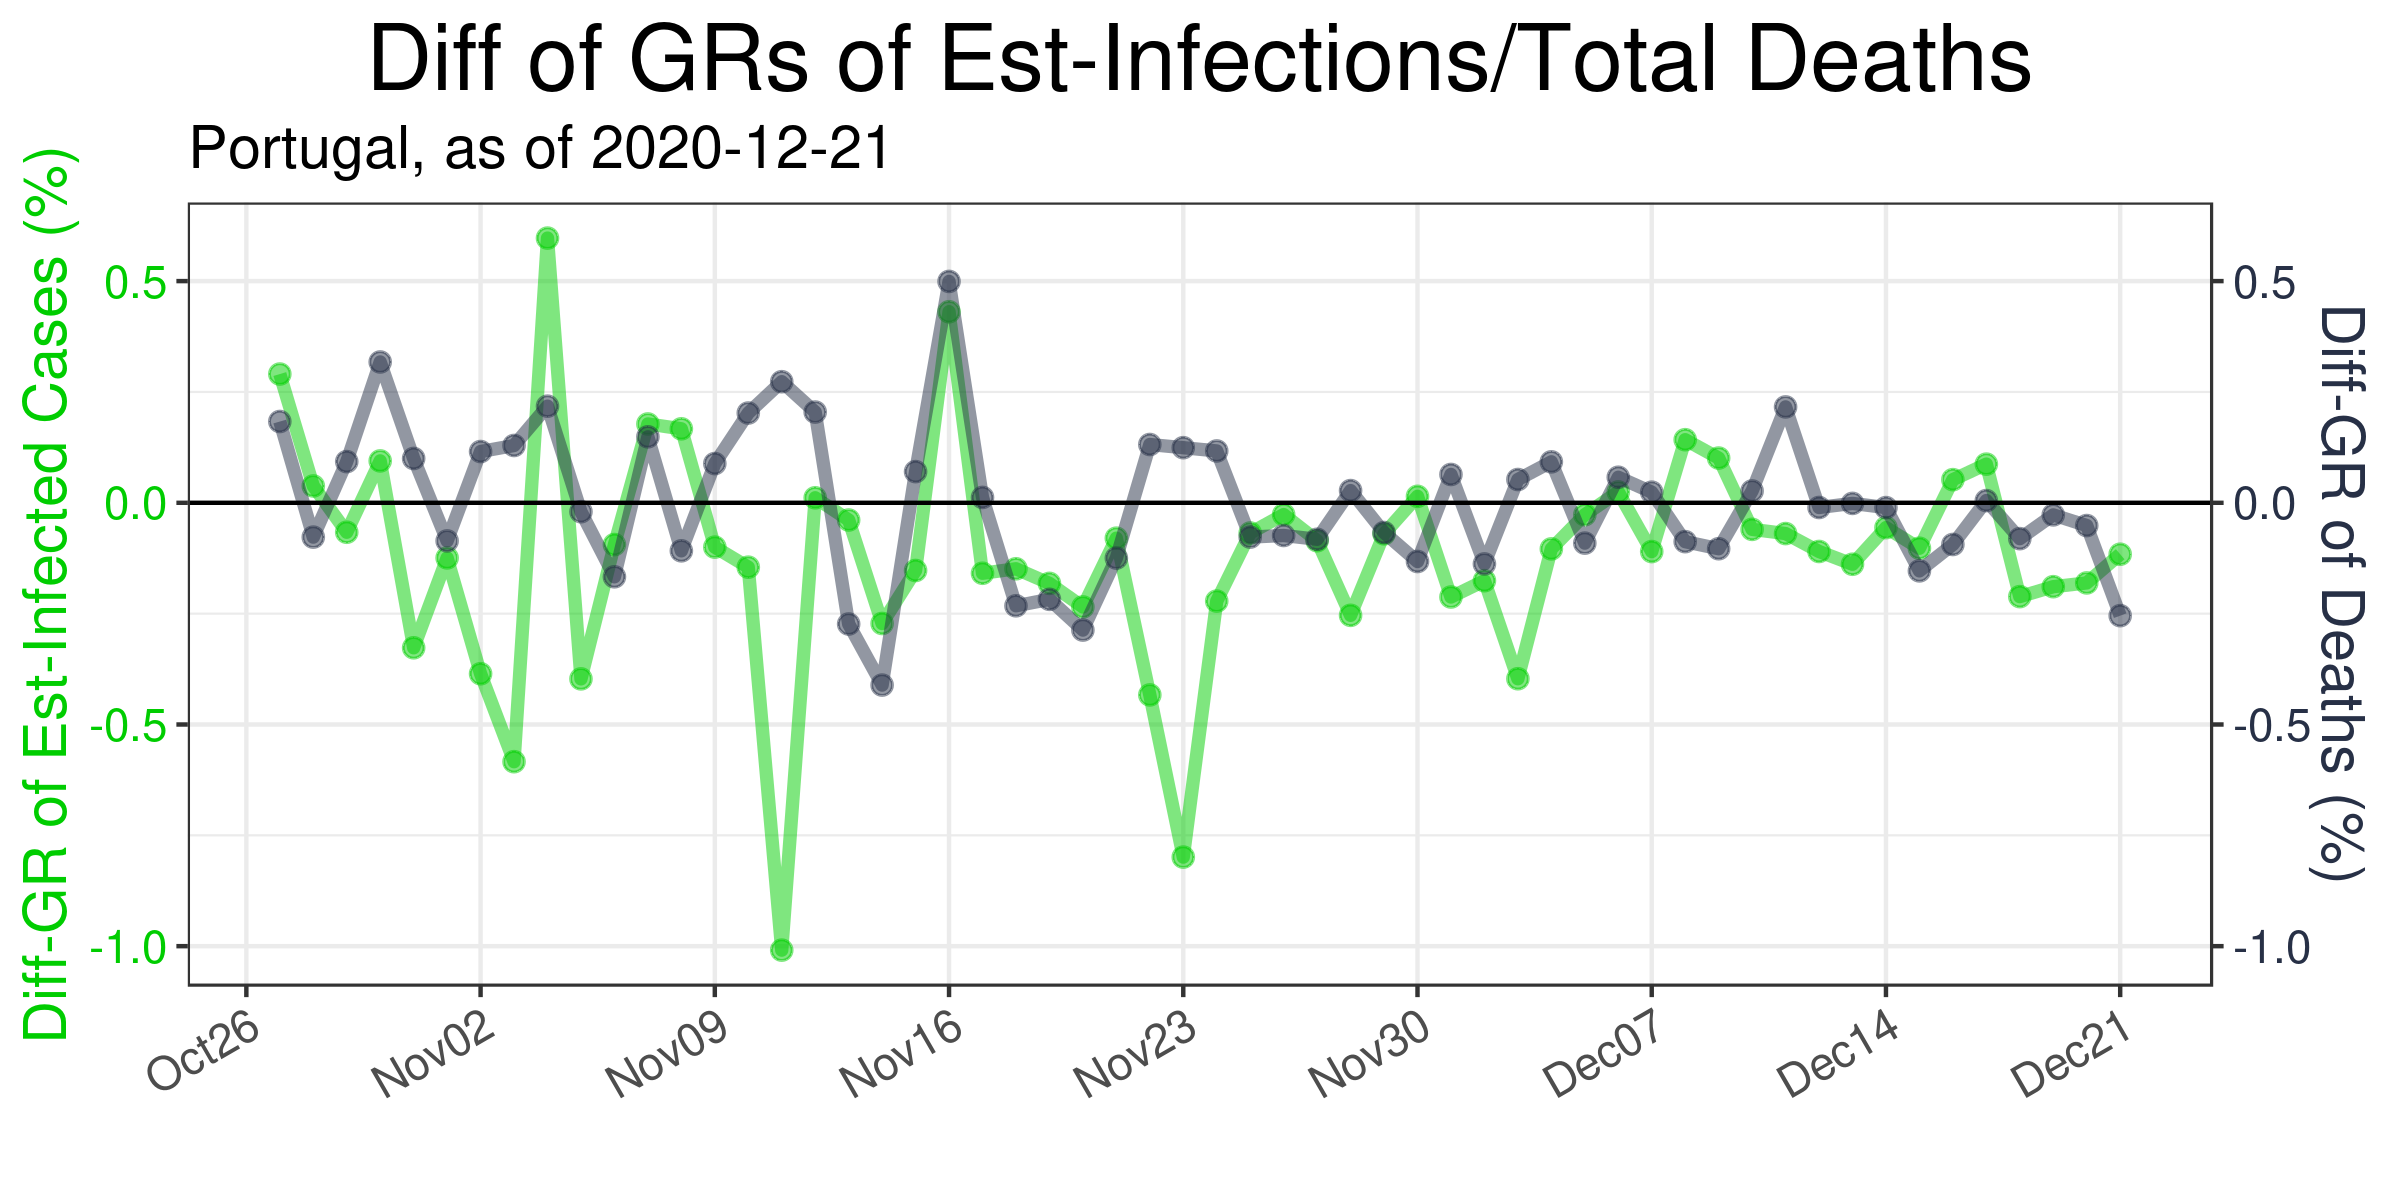 Diff of GRs of Est-Infections/Total Deaths
Portugal, as of 2020-12-21
Diff-GR of Est-Infected Cases (%)
0.5
0.0
-0.5
-1.0
0.5
0.0
-0.5
-1.0
Diff-GR of Deaths (%)
Oct26
Nov02
Nov09
Nov16
Nov23
Nov30
Dec07
Dec14
Dec21